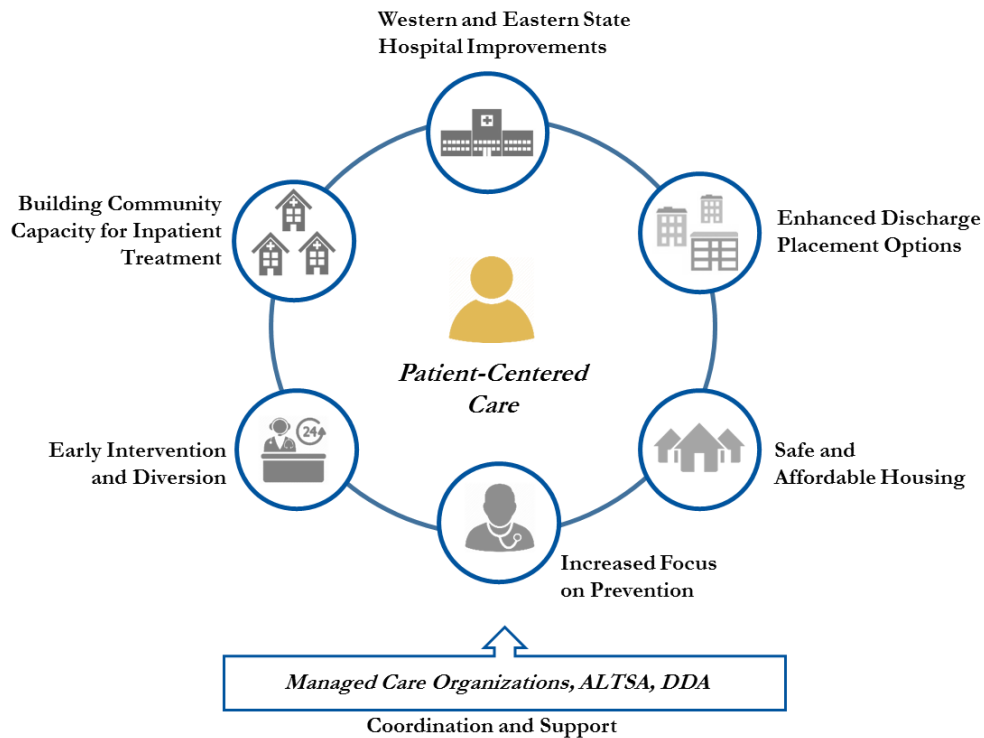 Western and Eastern State
Hospital Improvements
Building Community
Capacity for Inpatient
Treatment
Enhanced Discharge
Placement Options
Patient-Centered
Care
Early Intervention
and Diversion
24
Safe and
Affordable Housing
Increased Focus
on Prevention
Managed Care Organizations, ALTSA, DDA
Coordination and Support